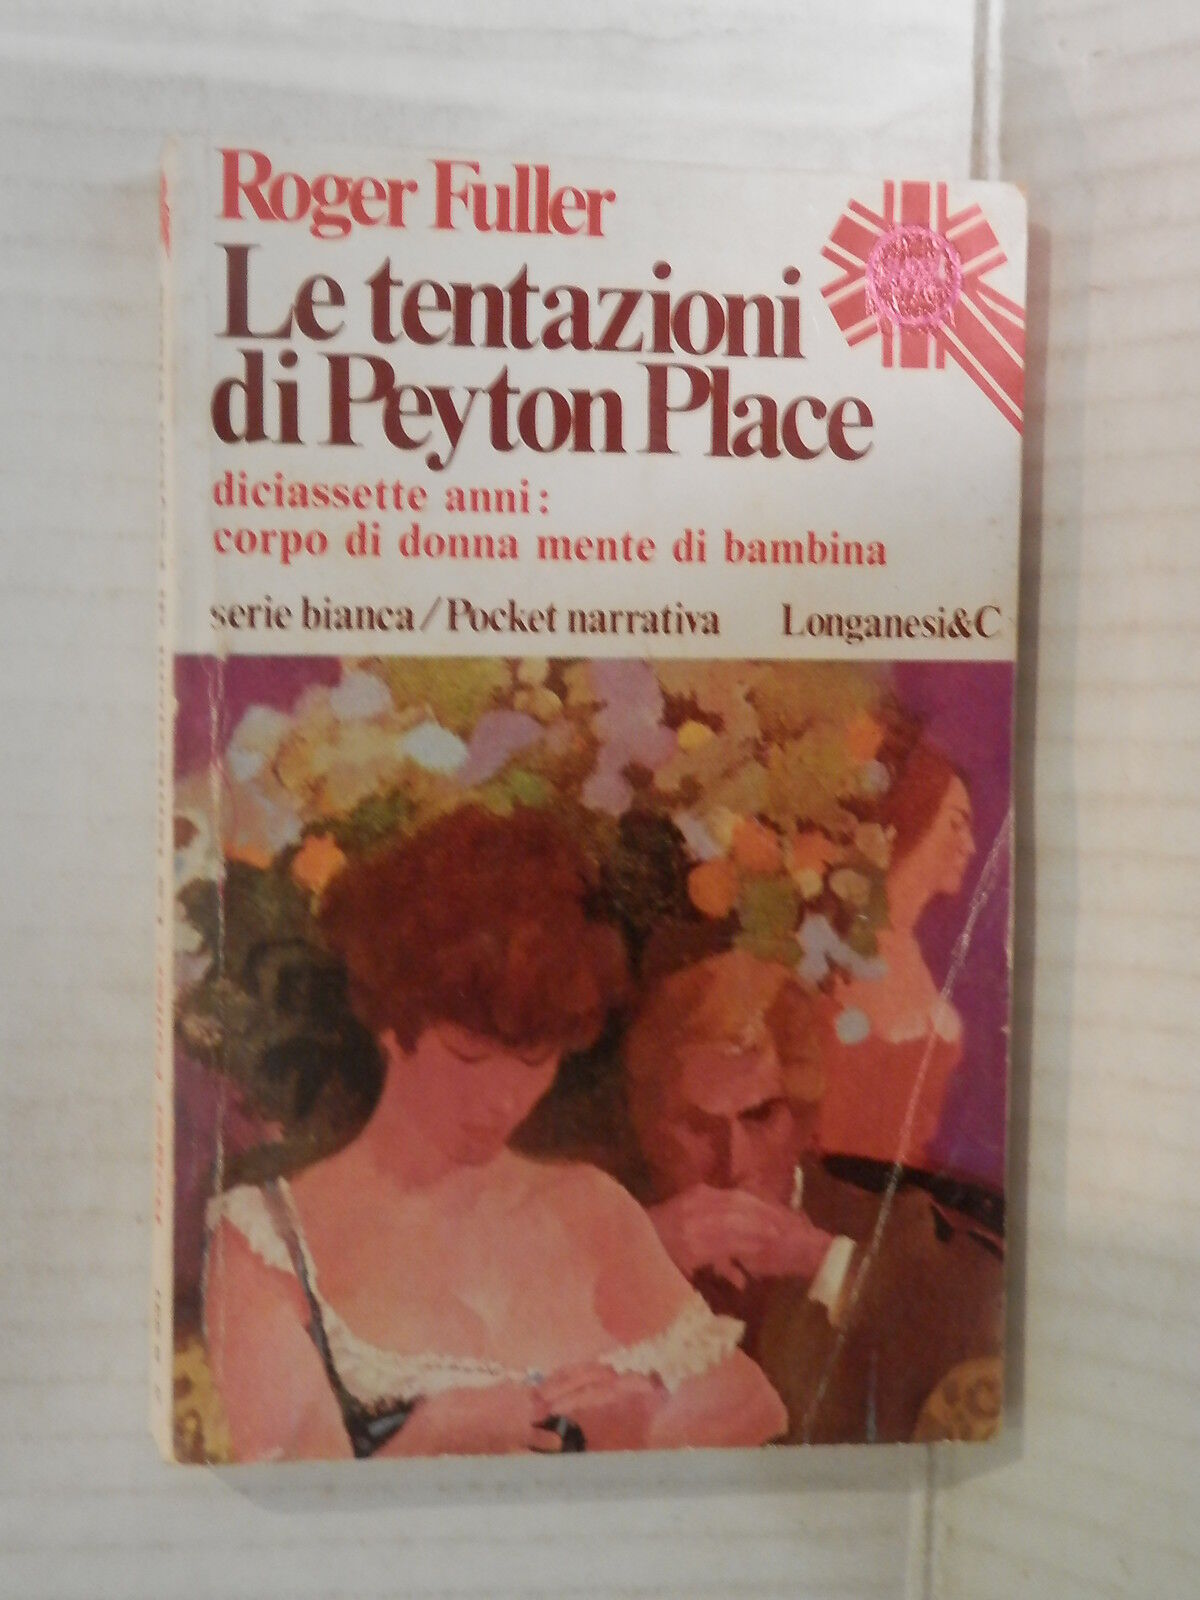 Roger Fuller
Le tentazioni
di Peyton Place
diciassette anni:
corpo di donna mente di bambina
serie bianca/Pocket narrativa Longanesi&C